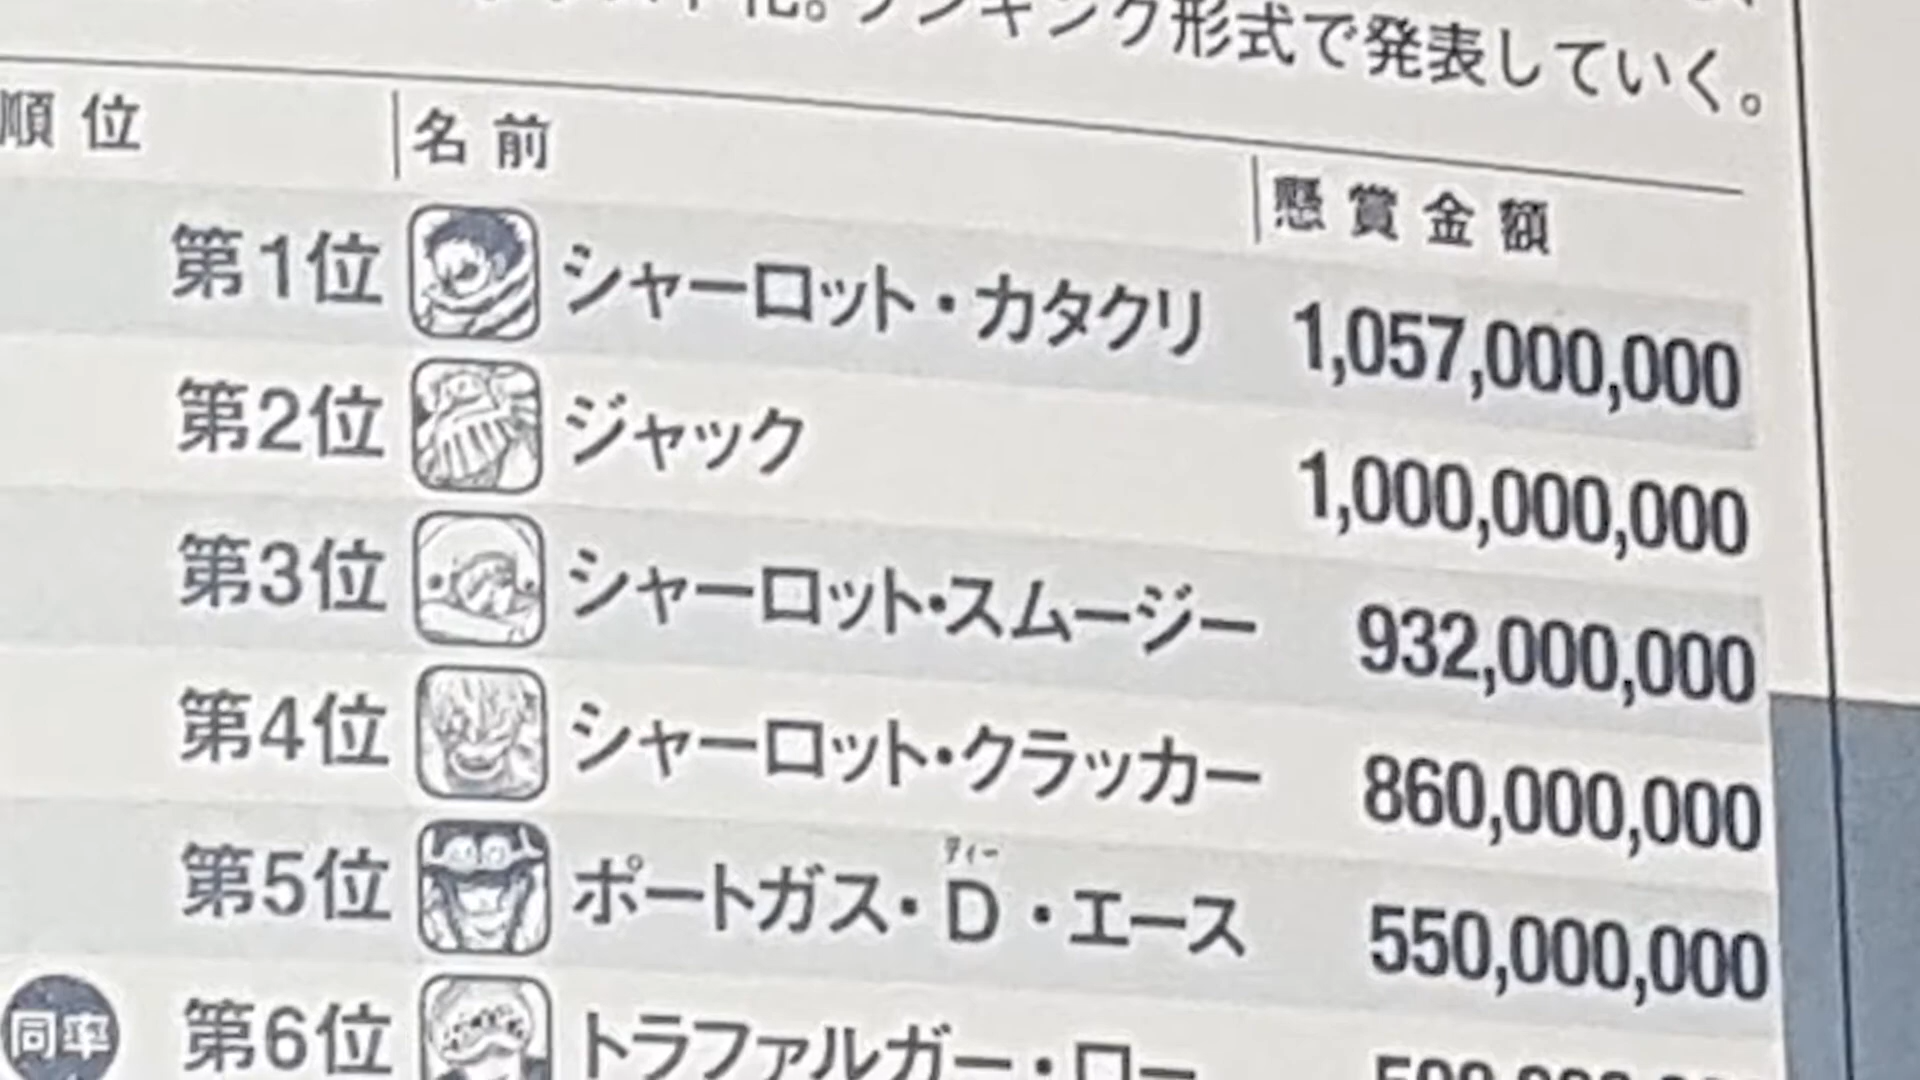 ランキング形式で発表していく。
順位 名前 懸賞金額
第1位 シャーロット・カタクリ 1,057,000,000
第2位 ジャック 1,000,000,000
第3位 シャーロット・スムージー 932,000,000
第4位 シャーロット・クラッカー 860,000,000
ティー
第5位 ポートガス・D・エース 550,000,000
同率 第6位 トラファルガー・ロー